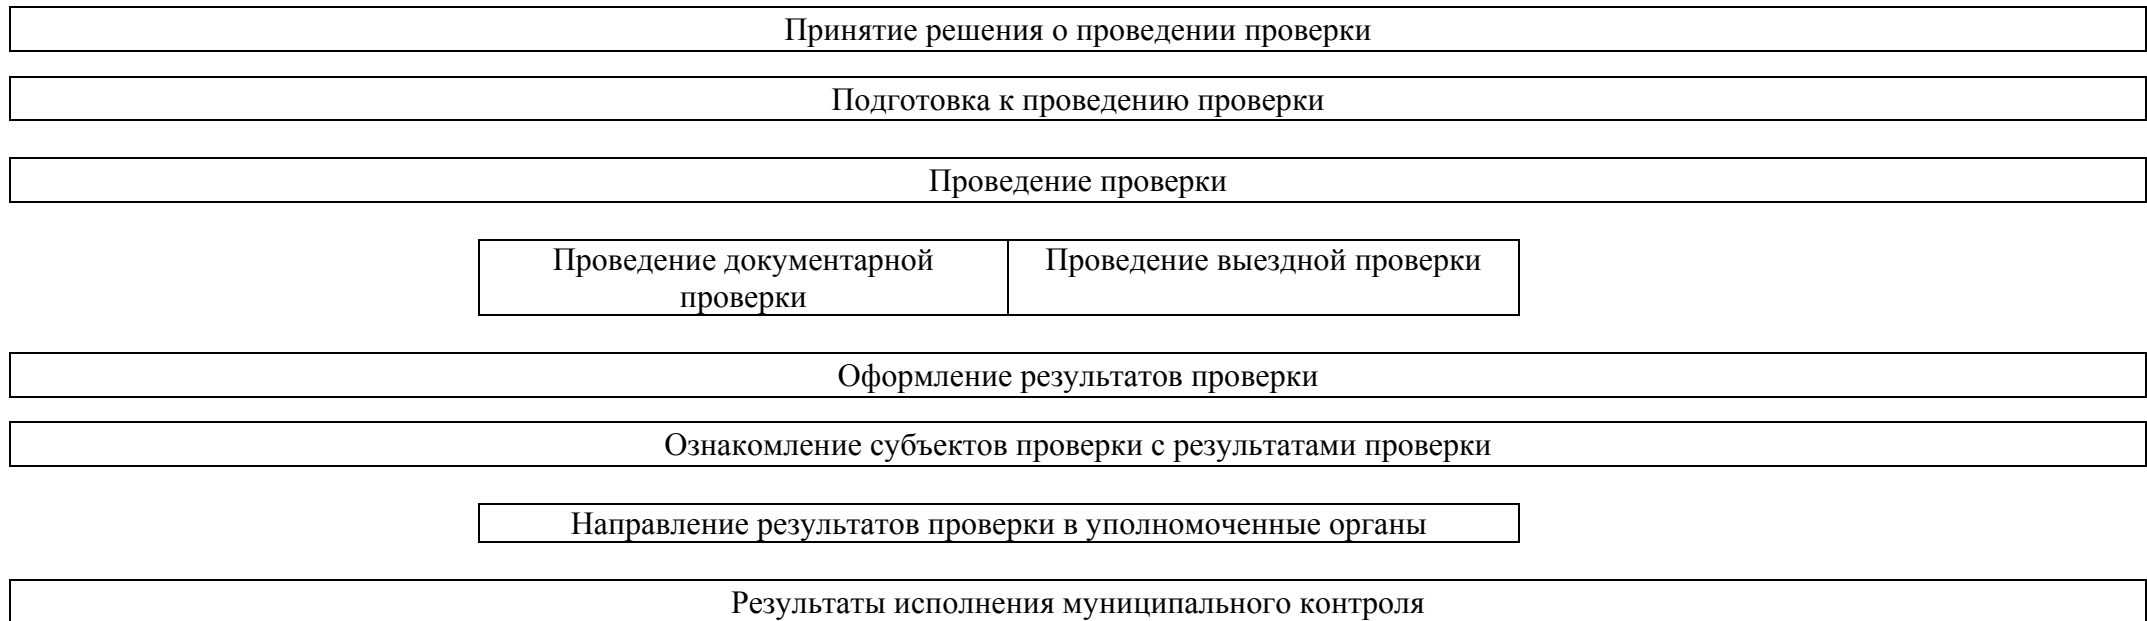 Принятие решения о проведении проверки
Подготовка к проведению проверки
Проведение проверки
Проведение документарной
проверки
Проведение выездной проверки
Оформление результатов проверки
Ознакомление субъектов проверки с результатами проверки
Направление результатов проверки в уполномоченные органы
Результаты исполнения муниципального контроля